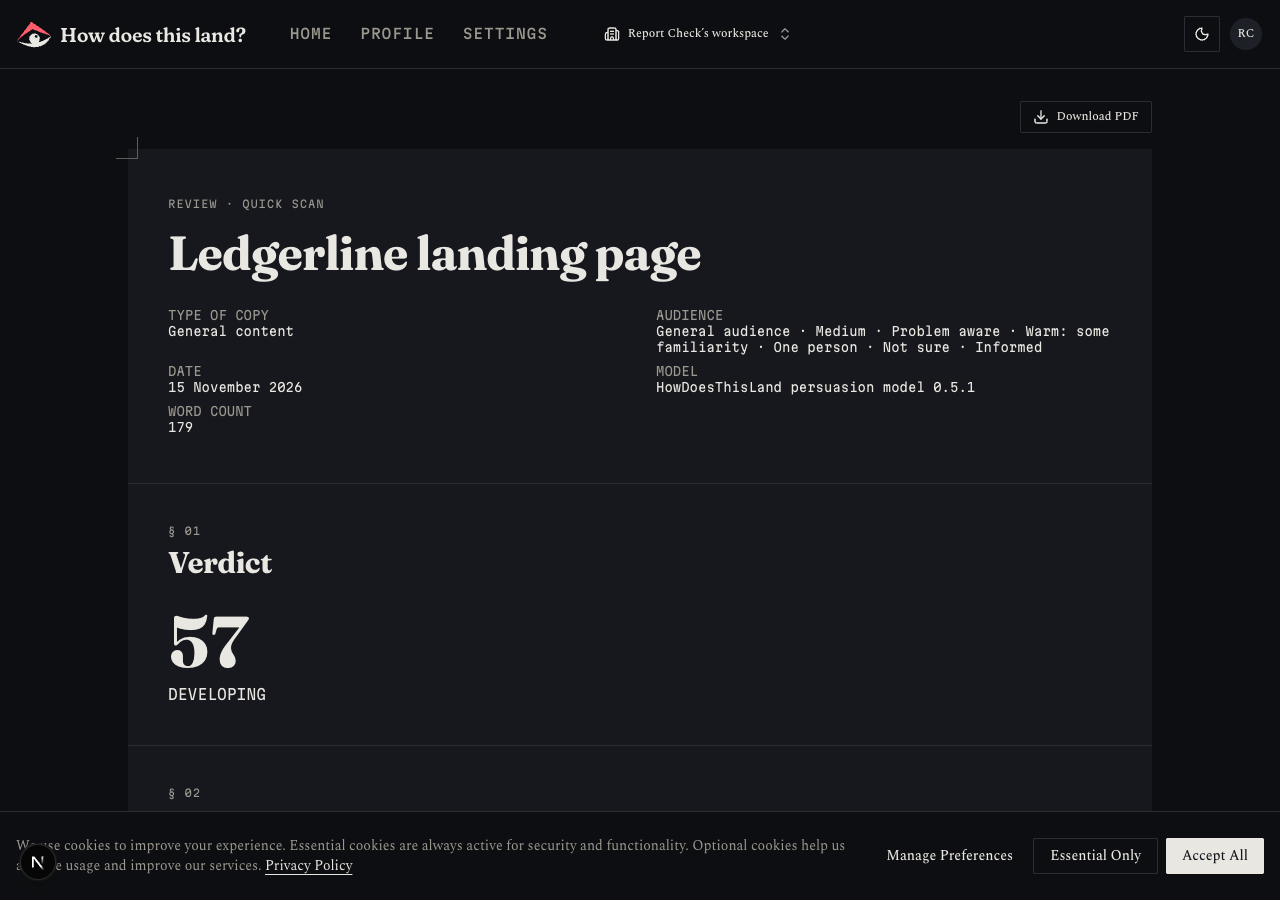 How does this land?
HOME
PROFILE
SETTINGS
Report Check's workspace
RC
Download PDF
REVIEW · QUICK SCAN
Ledgerline landing page
TYPE OF COPY
General content
AUDIENCE
General audience · Medium · Problem aware · Warm: some
familiarity · One person · Not sure · Informed
DATE
15 November 2026
MODEL
HowDoesThisLand persuasion model 0.5.1
WORD COUNT
179
§ 01
Verdict
57
DEVELOPING
§ 02
use cookies to improve your experience. Essential cookies are always active for security and functionality. Optional cookies help us
usage and improve our services. Privacy Policy
N
Manage Preferences
Essential Only
Accept All